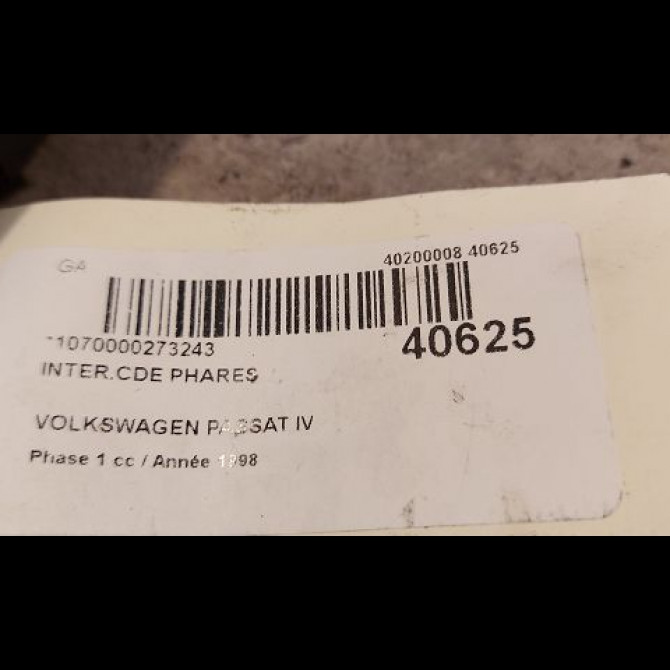 GA
40200008 40625
1070000273243
40625
INTER.CDE PHARES
VOLKSWAGEN PASSAT IV
Phase 1 cc / Année 1998